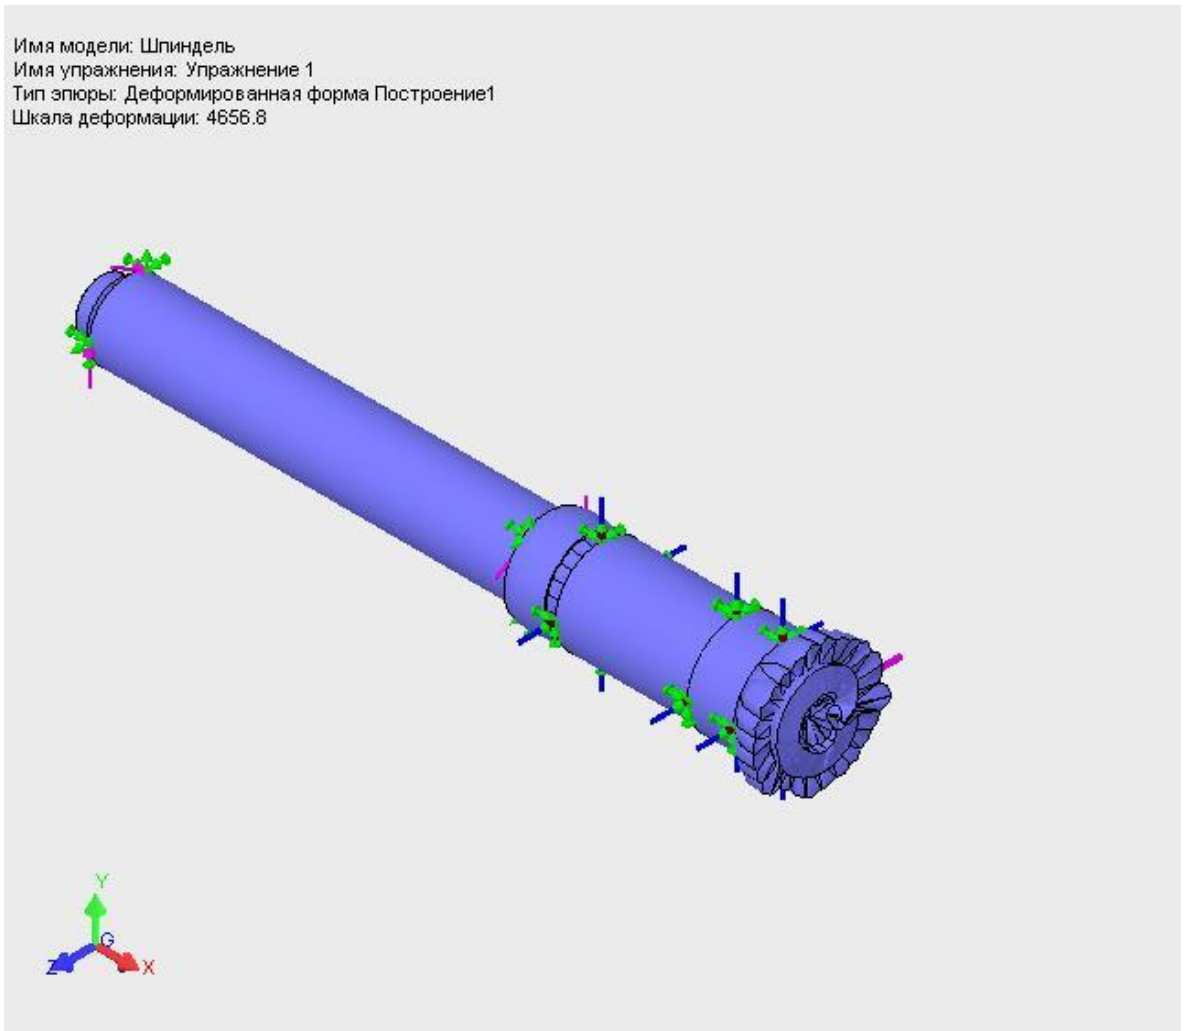 Имя модели: Шпиндель
Имя упражнения: Упражнение 1
Тип эпюры: Деформированная форма Построение1
Шкала деформации: 4656.8
Y
G
Z
X